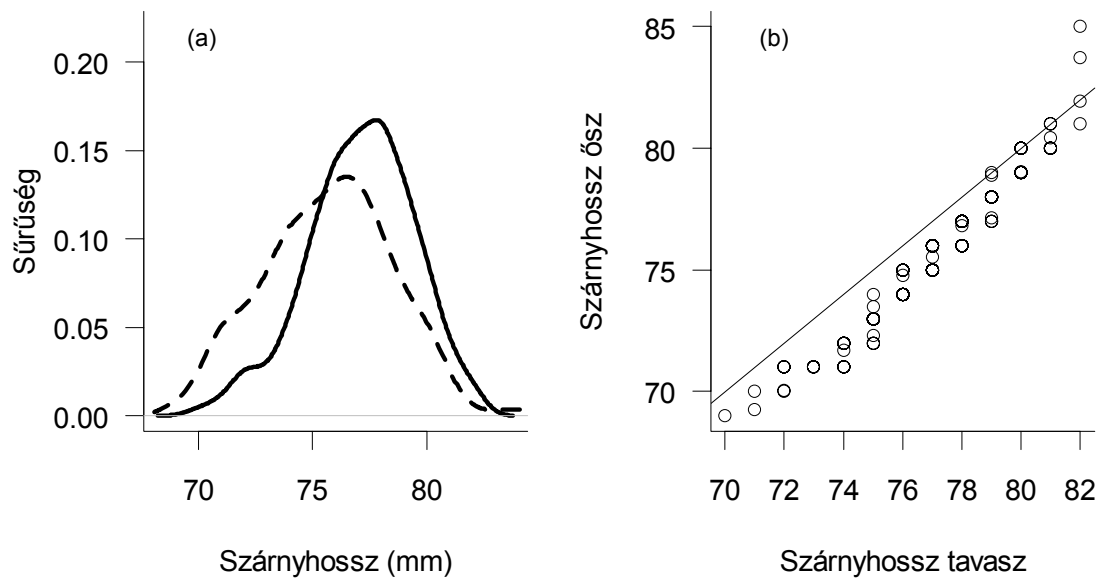 (a)
Sűrűség
0.20
0.15
0.10
0.05
0.00
70 75 80
Szárnyhossz (mm)
(b)
Szárnyhossz ősz
85
80
75
70
70 72 74 76 78 80 82
Szárnyhossz tavasz